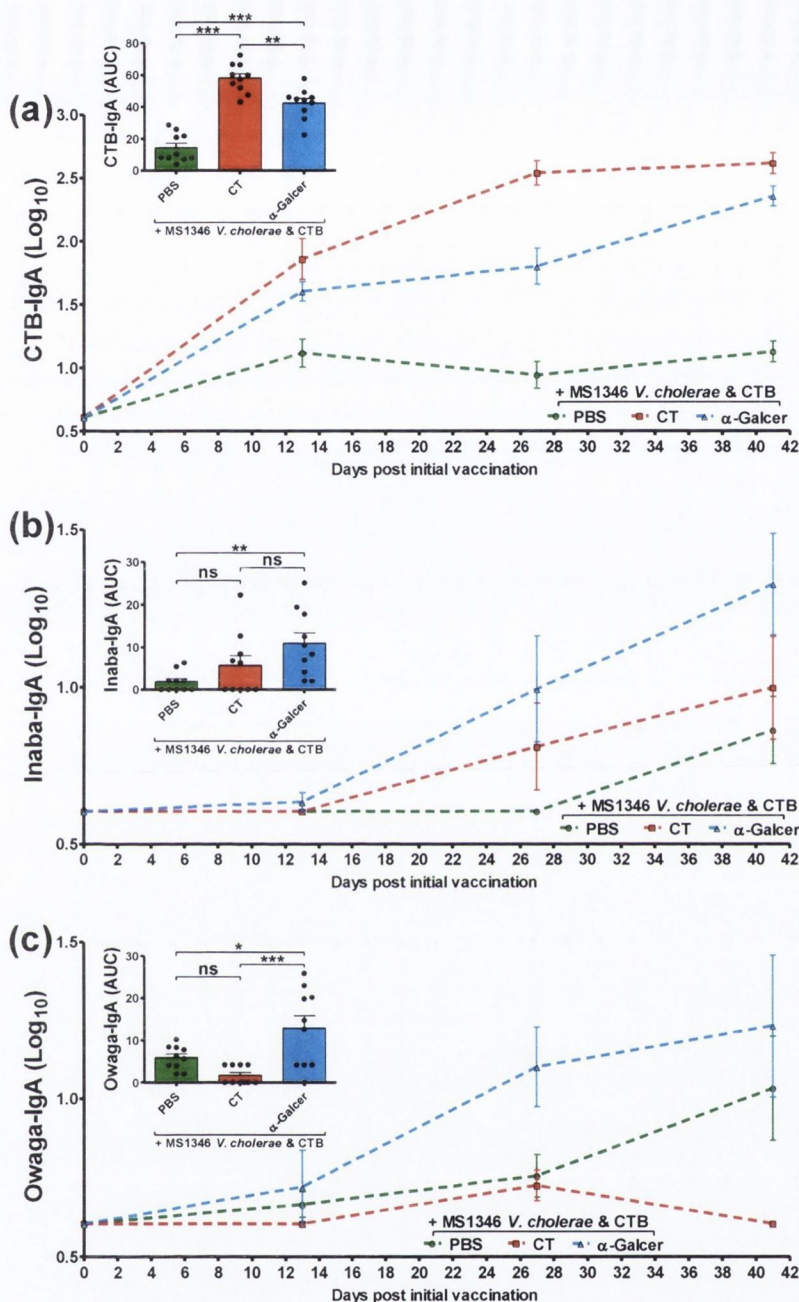 (a)
CTB-IgA (Log10)
3.0
2.5
2.0
1.5
1.0
0.5
CTB-IgA (AUC)
80
60
40
20
0
***
*** **
PBS CT α-Galcer
+ MS1346 V. cholerae & CTB
+ MS1346 V. cholerae & CTB
PBS CT α-Galcer
0 2 4 6 8 10 12 14 16 18 20 22 24 26 28 30 32 34 36 38 40 42
Days post initial vaccination
(b)
Inaba-IgA (Log10)
1.5
1.0
0.5
Inaba-IgA (AUC)
30
20
10
0
**
ns ns
PBS CT α-Galcer
+ MS1346 V. cholerae & CTB
+ MS1346 V. cholerae & CTB
PBS CT α-Galcer
0 2 4 6 8 10 12 14 16 18 20 22 24 26 28 30 32 34 36 38 40 42
Days post initial vaccination
(c)
Owaga-IgA (Log10)
1.5
1.0
0.5
Owaga-IgA (AUC)
30
20
10
0
*
ns ***
PBS CT α-Galcer
+ MS1346 V. cholerae & CTB
+ MS1346 V. cholerae & CTB
PBS CT α-Galcer
0 2 4 6 8 10 12 14 16 18 20 22 24 26 28 30 32 34 36 38 40 42
Days post initial vaccination